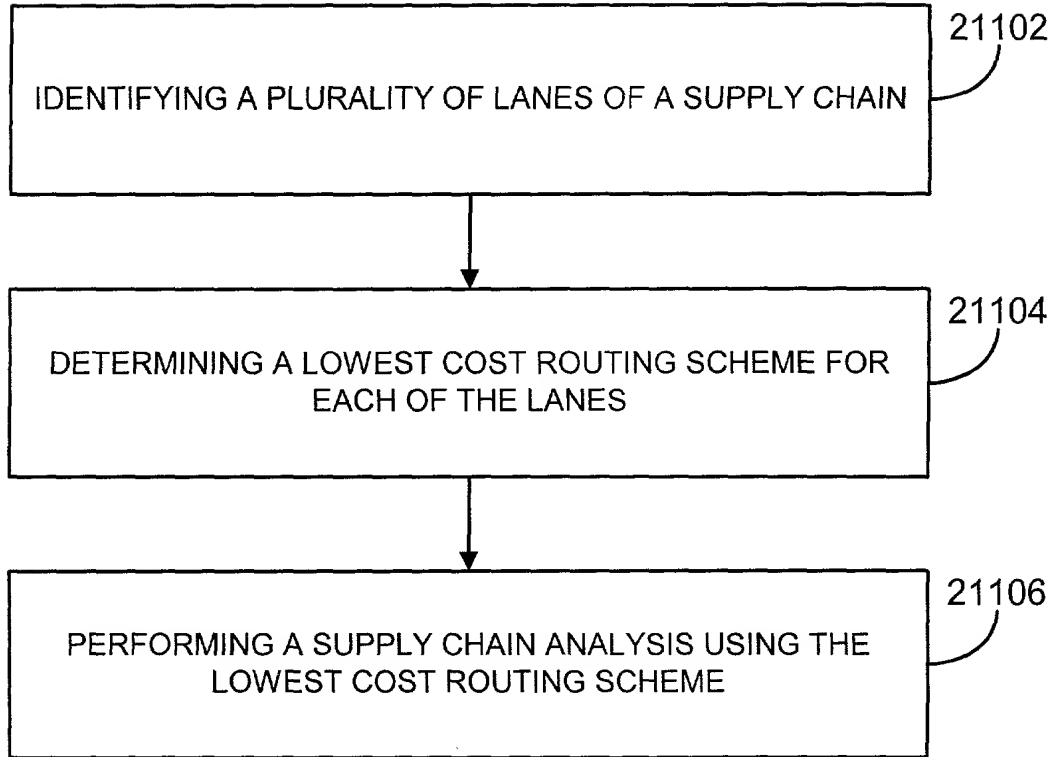 21102
IDENTIFYING A PLURALITY OF LANES OF A SUPPLY CHAIN
21104
DETERMINING A LOWEST COST ROUTING SCHEME FOR
EACH OF THE LANES
21106
PERFORMING A SUPPLY CHAIN ANALYSIS USING THE
LOWEST COST ROUTING SCHEME